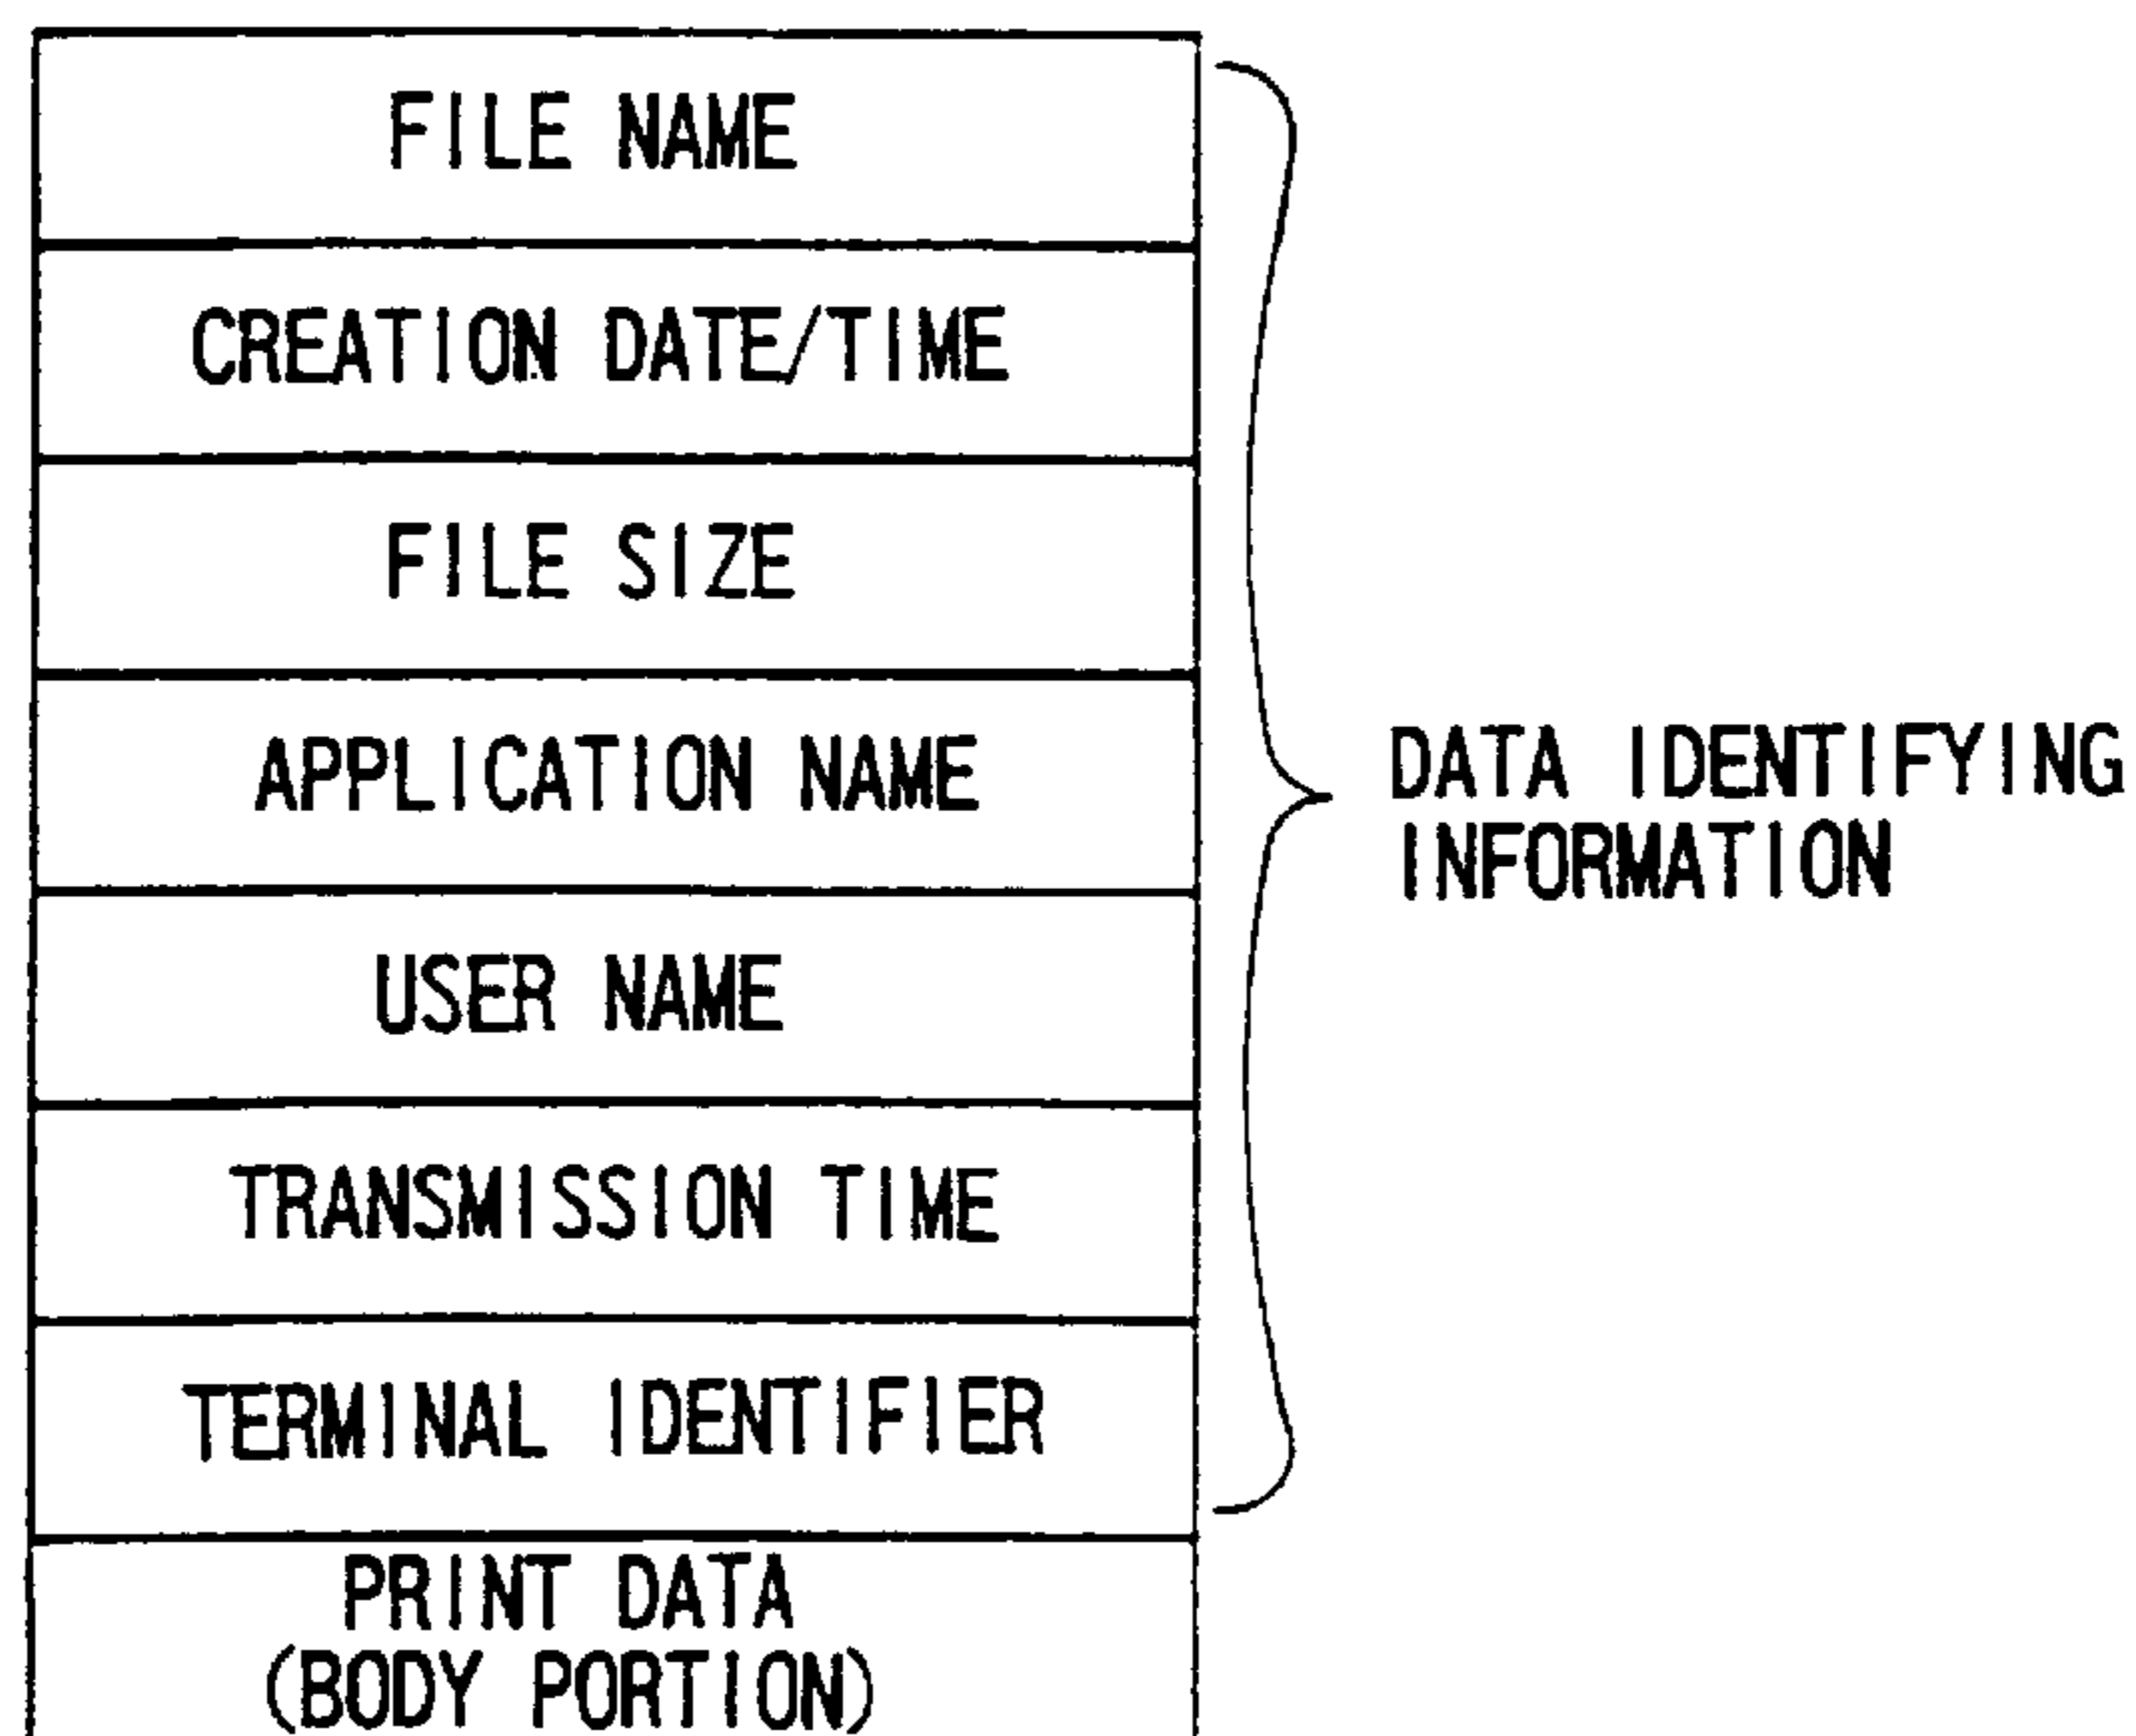 FILE NAME
CREATION DATE/TIME
FILE SIZE
APPLICATION NAME
DATA IDENTIFYING
INFORMATION
USER NAME
TRANSMISSION TIME
TERMINAL IDENTIFIER
PRINT DATA
(BODY PORTION)